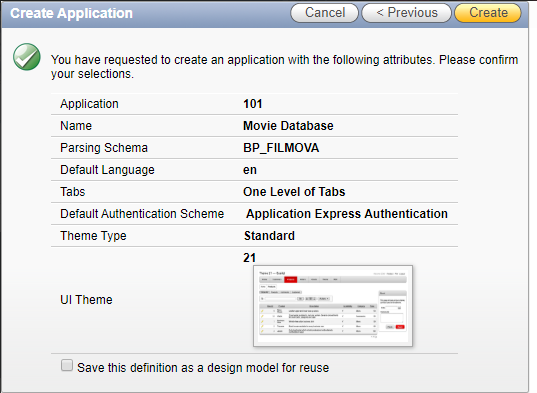 Create Application
Cancel
< Previous
Create
You have requested to create an application with the following attributes. Please confirm
your selections.
Application 101
Name Movie Database
Parsing Schema BP_FILMOVA
Default Language en
Tabs One Level of Tabs
Default Authentication Scheme Application Express Authentication
Theme Type Standard
21
UI Theme
Save this definition as a design model for reuse